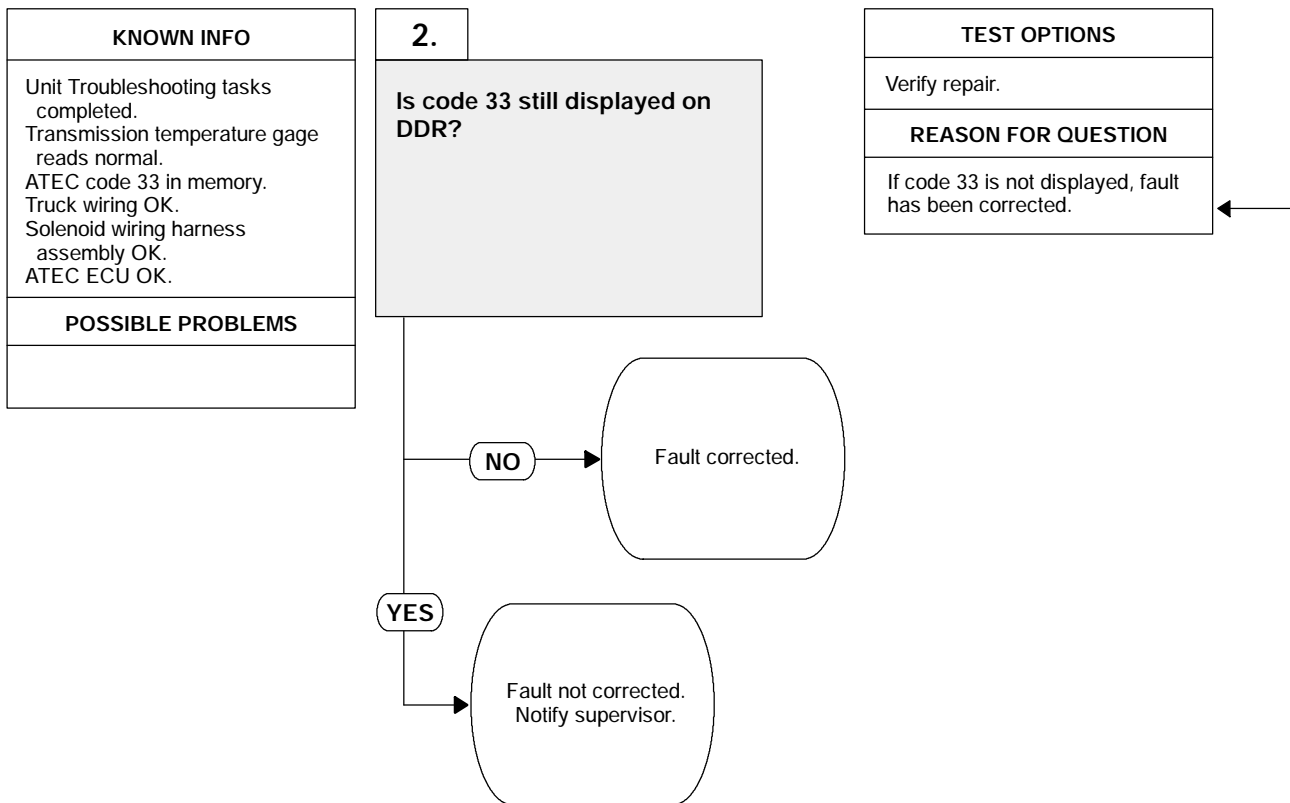 KNOWN INFO
Unit Troubleshooting tasks
completed.
Transmission temperature gage
reads normal.
ATEC code 33 in memory.
Truck wiring OK.
Solenoid wiring harness
assembly OK.
ATEC ECU OK.
POSSIBLE PROBLEMS
2.
Is code 33 still displayed on
DDR?
TEST OPTIONS
Verify repair.
REASON FOR QUESTION
If code 33 is not displayed, fault
has been corrected.
NO
Fault corrected.
YES
Fault not corrected.
Notify supervisor.